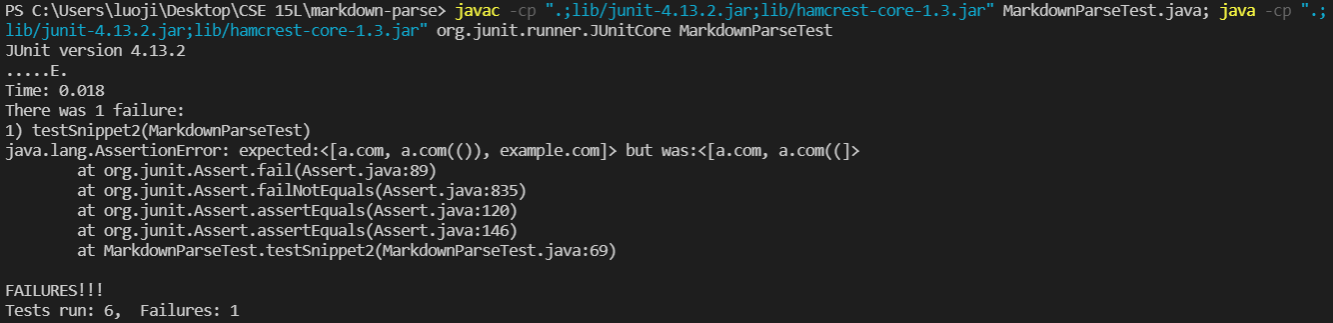 PS C:\Users\luoji\Desktop\CSE 15L\markdown-parse> javac -cp ".;lib/junit-4.13.2.jar;lib/hamcrest-core-1.3.jar" MarkdownParseTest.java; java -cp ".;
lib/junit-4.13.2.jar;lib/hamcrest-core-1.3.jar" org.junit.runner.JUnitCore MarkdownParseTest
JUnit version 4.13.2
.....E.
Time: 0.018
There was 1 failure:
1) testSnippet2(MarkdownParseTest)
java.lang.AssertionError: expected:<[a.com, a.com(()), example.com]> but was:<[a.com, a.com((]>
        at org.junit.Assert.fail(Assert.java:89)
        at org.junit.Assert.failNotEquals(Assert.java:835)
        at org.junit.Assert.assertEquals(Assert.java:120)
        at org.junit.Assert.assertEquals(Assert.java:146)
        at MarkdownParseTest.testSnippet2(MarkdownParseTest.java:69)

FAILURES!!!
Tests run: 6,  Failures: 1